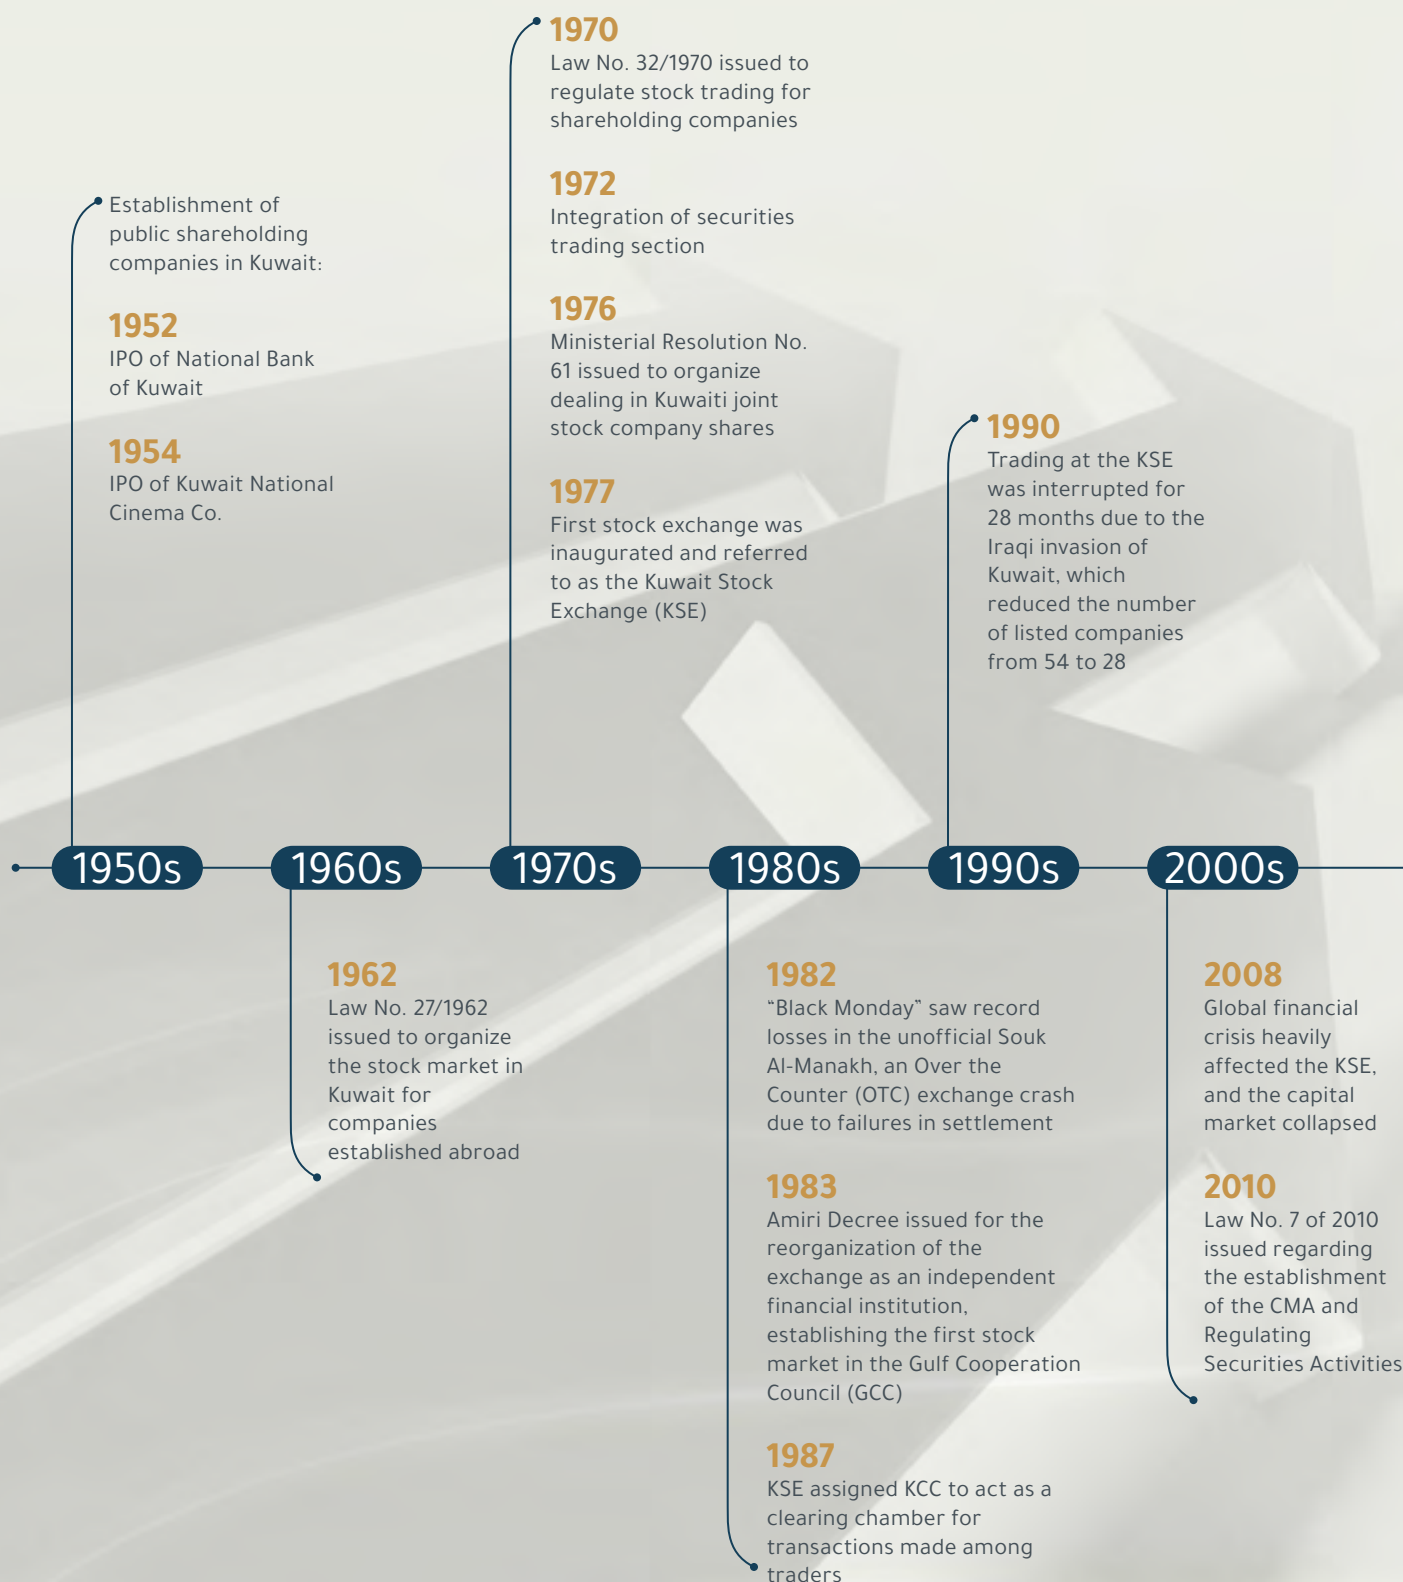 Establishment of
public shareholding
companies in Kuwait:
1952
IPO of National Bank
of Kuwait
1954
IPO of Kuwait National
Cinema Co.
1970
Law No. 32/1970 issued to
regulate stock trading for
shareholding companies
1972
Integration of securities
trading section
1976
Ministerial Resolution No.
61 issued to organize
dealing in Kuwaiti joint
stock company shares
1977
First stock exchange was
inaugurated and referred
to as the Kuwait Stock
Exchange (KSE)
1990
Trading at the KSE
was interrupted for
28 months due to the
Iraqi invasion of
Kuwait, which
reduced the number
of listed companies
from 54 to 28
1950s
1960s
1970s
1980s
1990s
2000s
1962
Law No. 27/1962
issued to organize
the stock market in
Kuwait for
companies
established abroad
1982
“Black Monday” saw record
losses in the unofficial Souk
Al-Manakh, an Over the
Counter (OTC) exchange crash
due to failures in settlement
1983
Amiri Decree issued for the
reorganization of the
exchange as an independent
financial institution,
establishing the first stock
market in the Gulf Cooperation
Council (GCC)
1987
KSE assigned KCC to act as a
clearing chamber for
transactions made among
traders
2008
Global financial
crisis heavily
affected the KSE,
and the capital
market collapsed
2010
Law No. 7 of 2010
issued regarding
the establishment
of the CMA and
Regulating
Securities Activities